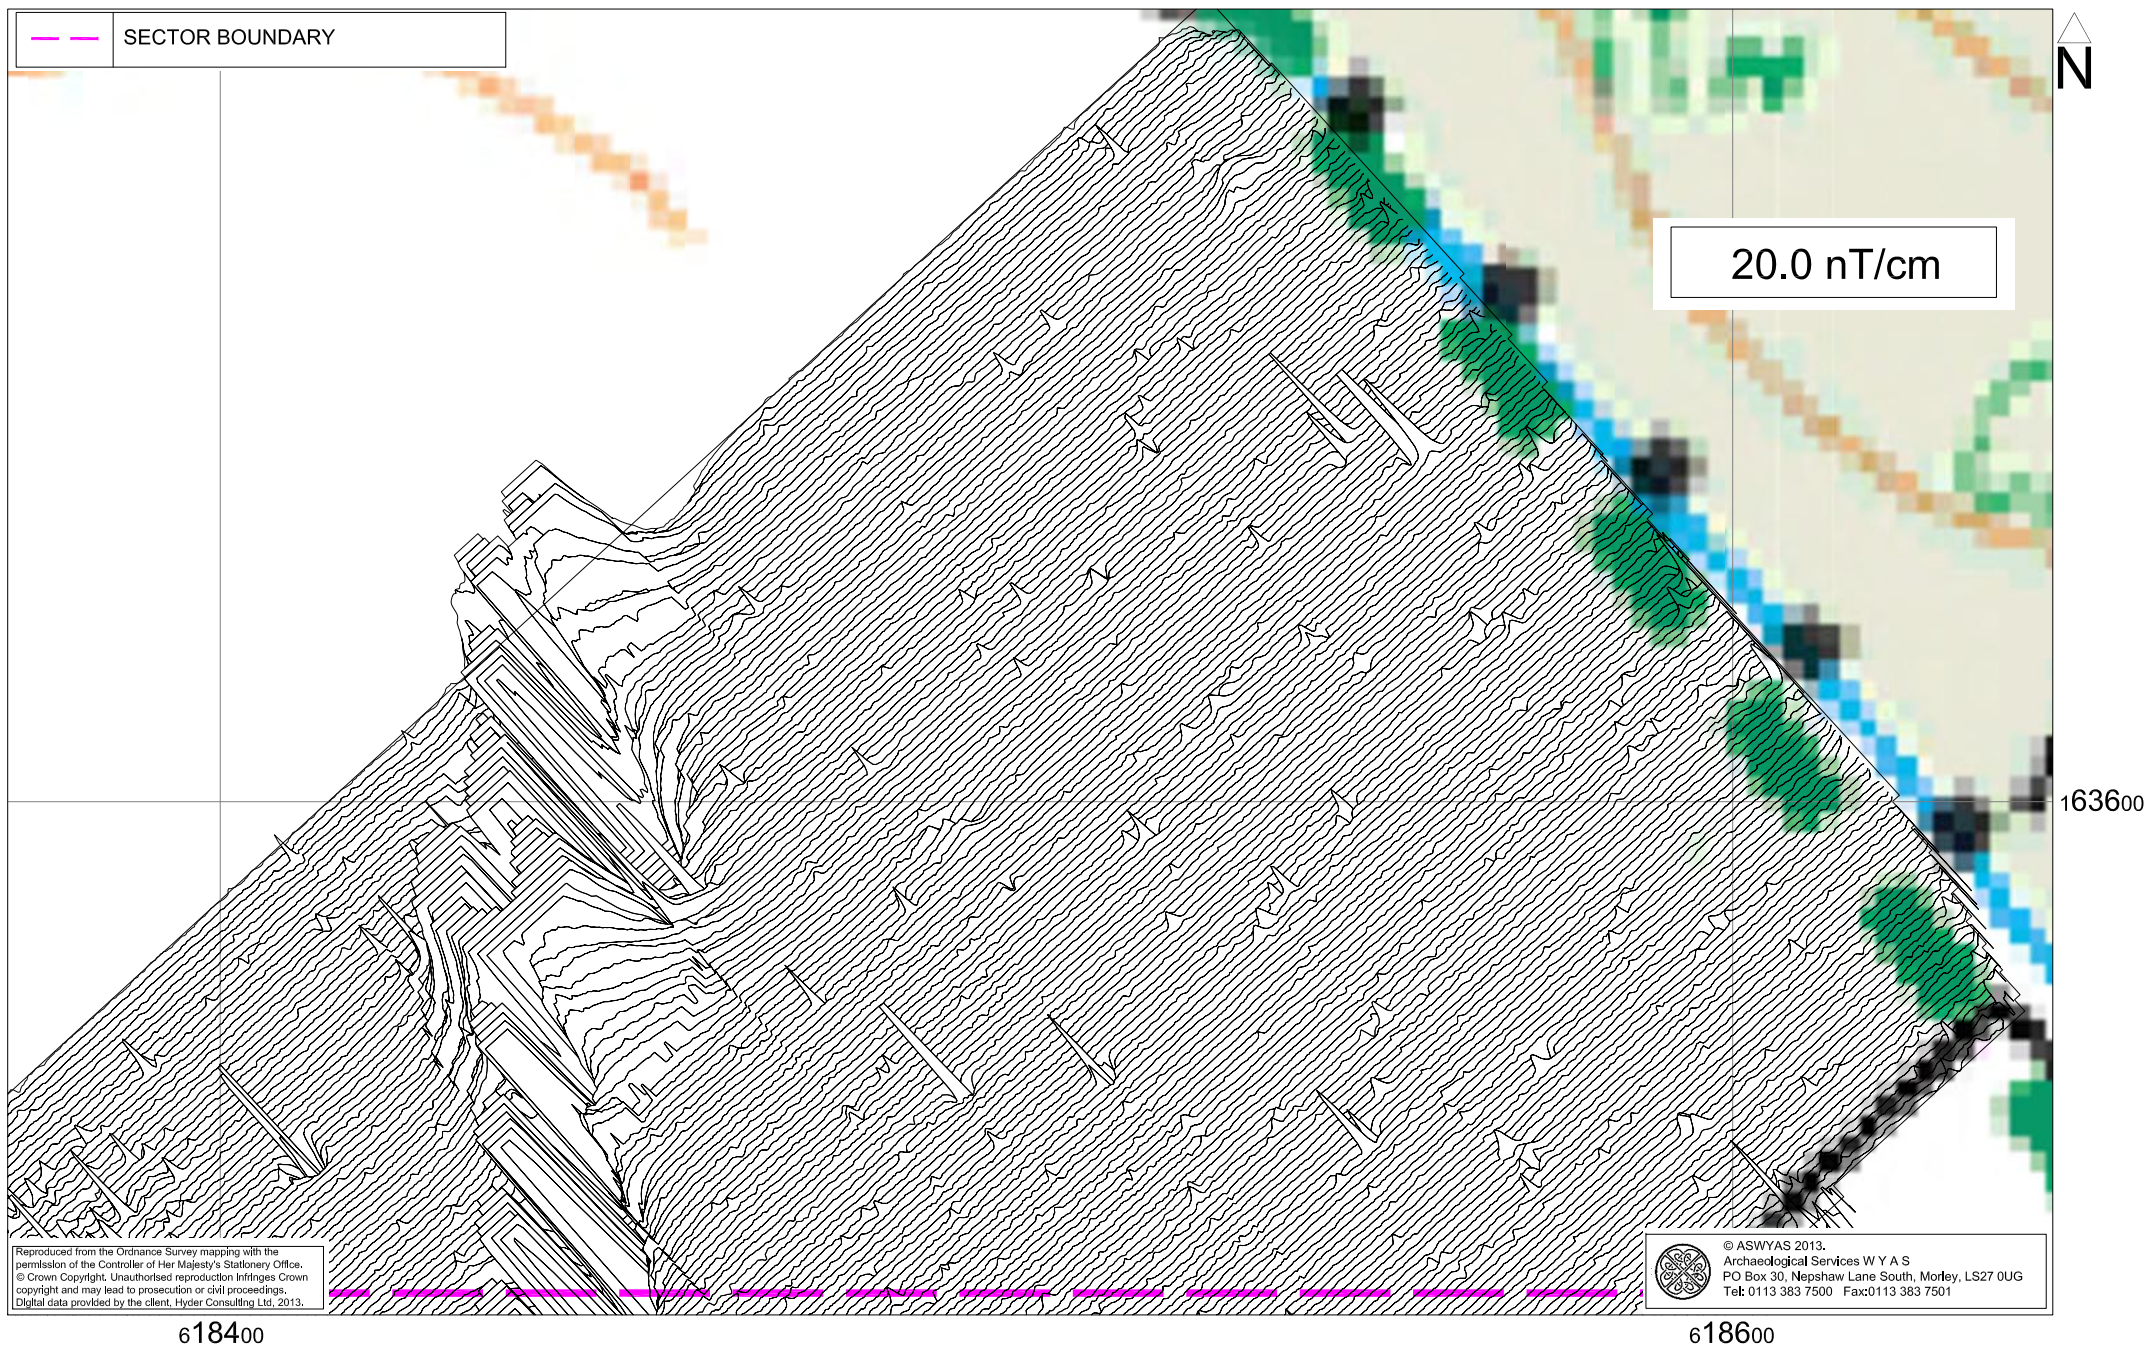 SECTOR BOUNDARY
N
20.0 nT/cm
163600
Reproduced from the Ordnance Survey mapping with the
permission of the Controller of Her Majesty's Stationery Office.
© Crown Copyright. Unauthorised reproduction infringes Crown
copyright and may lead to prosecution or civil proceedings.
Digital data provided by the client, Hyder Consulting Ltd, 2013.
© ASWYAS 2013.
Archaeological Services W Y A S
PO Box 30, Nepshaw Lane South, Morley, LS27 0UG
Tel: 0113 383 7500 Fax:0113 383 7501
618400
618600